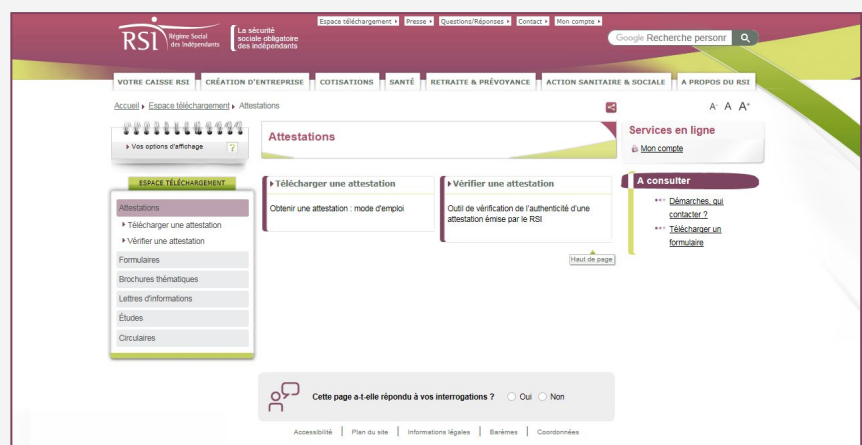 Espace téléchargement Presse Questions/Réponses Contact Mon compte
RSI Régime Social
des Indépendants
La sécurité
sociale obligatoire
des indépendants
Google Recherche personr
VOTRE CAISSE RSI CRÉATION D'ENTREPRISE COTISATIONS SANTÉ RETRAITE & PRÉVOYANCE ACTION SANITAIRE & SOCIALE A PROPOS DU RSI
Accueil Espace téléchargement Attestations
A- A A+
Vos options d'affichage ?
Attestations
Services en ligne
Mon compte
ESPACE TÉLÉCHARGEMENT
Attestations
Télécharger une attestation
Vérifier une attestation
Formulaires
Brochures thématiques
Lettres d'informations
Études
Circulaires
Télécharger une attestation
Obtenir une attestation : mode d'emploi
Vérifier une attestation
Outil de vérification de l'authenticité d'une
attestation émise par le RSI
Haut de page
A consulter
Démarches, qui
contacter ?
Télécharger un
formulaire
Cette page a-t-elle répondu à vos interrogations ? Oui Non
Accessibilité Plan du site Informations légales Barèmes Coordonnées